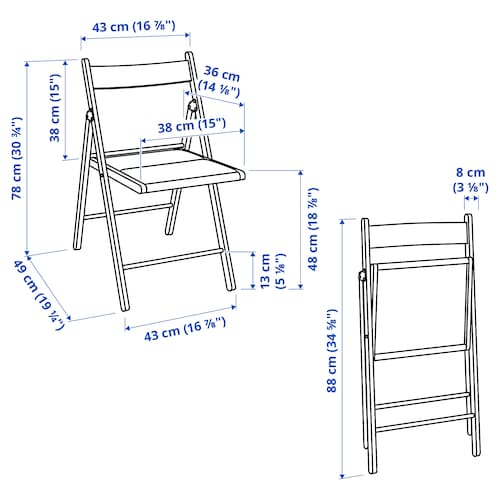 43 cm (16 ⅞")
36 cm
(14 ⅛")
38 cm (15")
38 cm (15")
78 cm (30 ¾")
8 cm
(3 ⅛")
48 cm (18 ⅞")
13 cm
(5 ⅛")
49 cm (19 ¼")
43 cm (16 ⅞")
88 cm (34 ⅝")